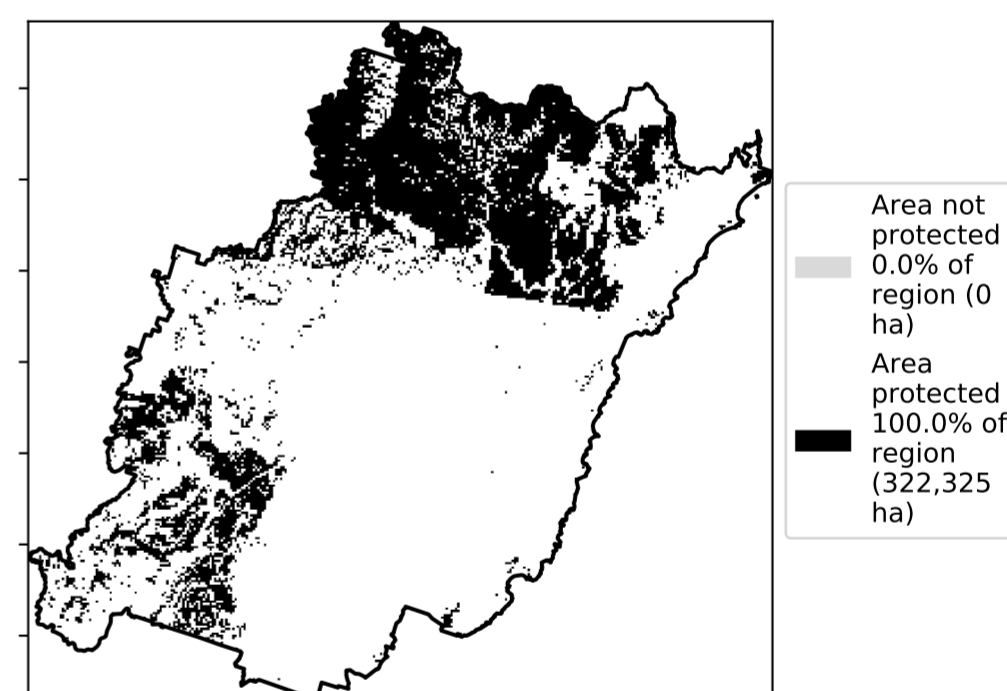 Area not
protected
0.0% of
region (0
ha)
Area
protected
100.0% of
region
(322,325
ha)